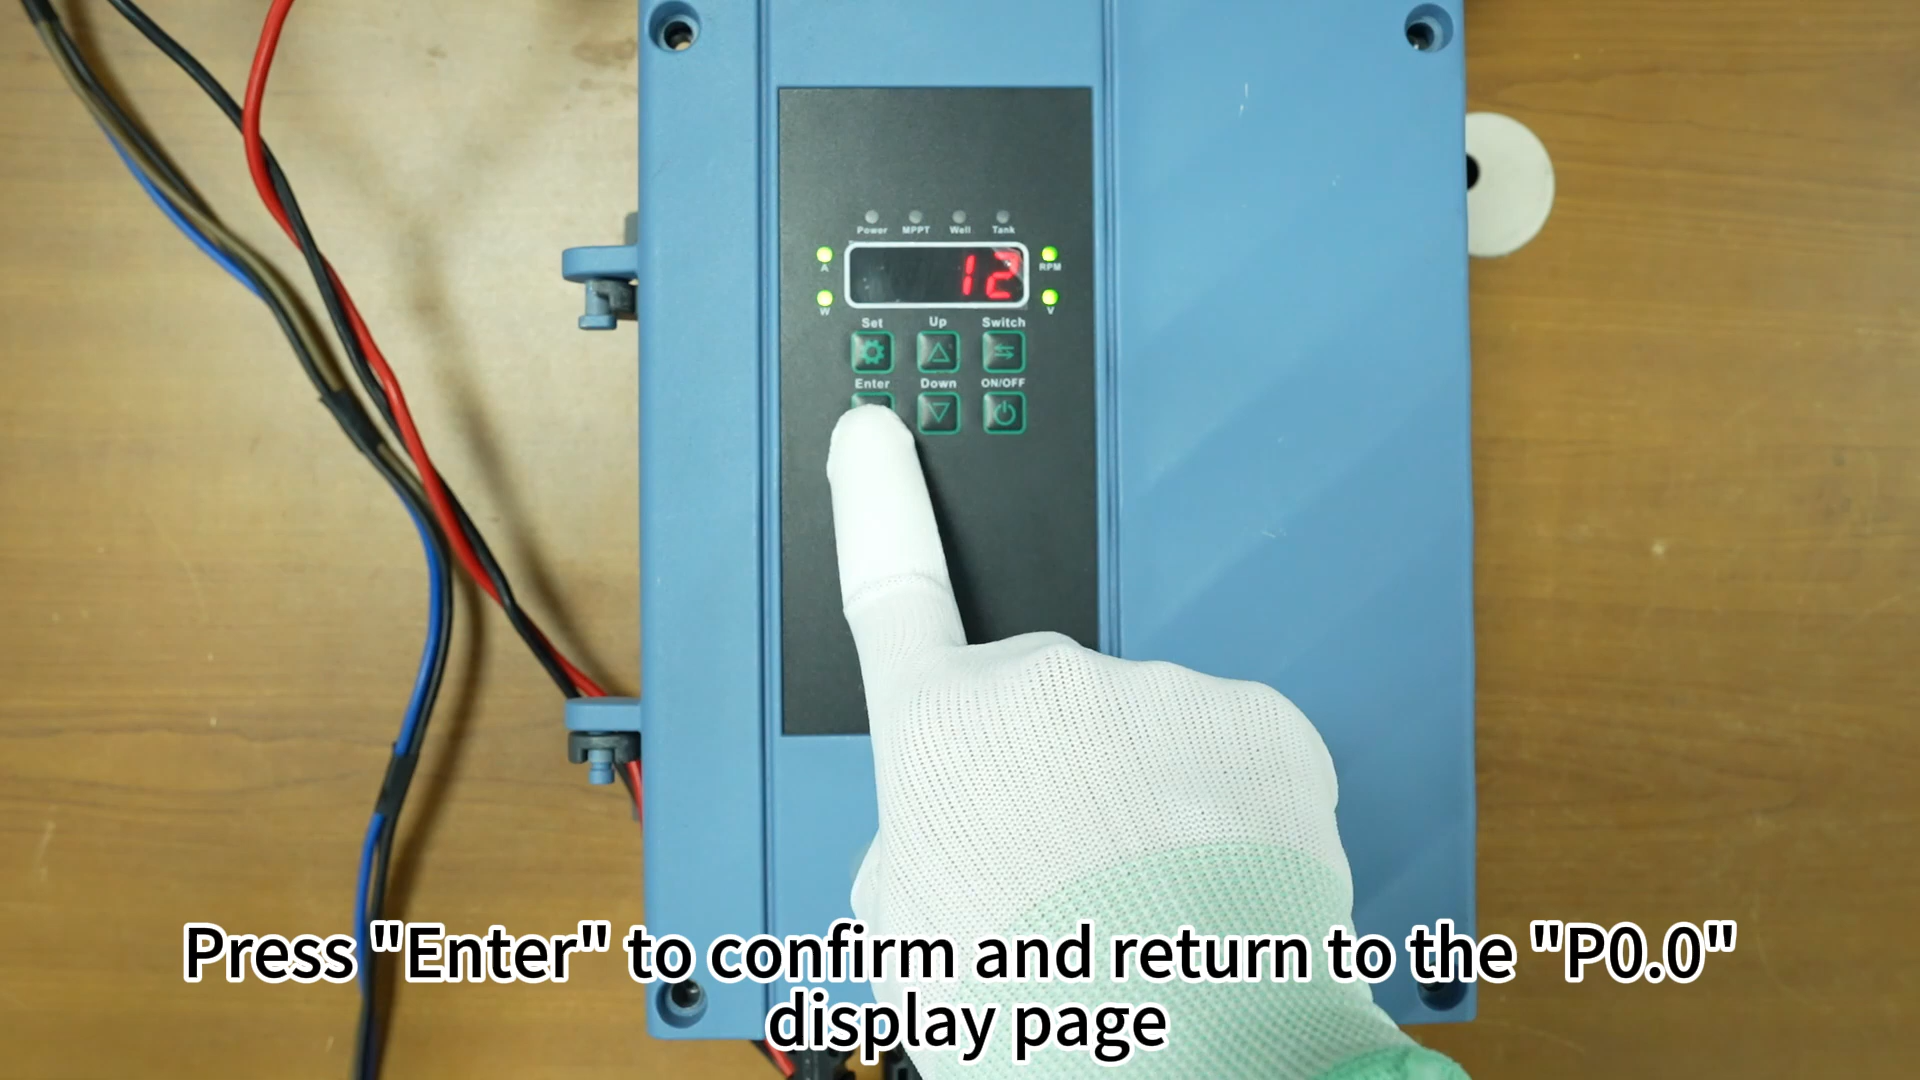 Power MPPT Well Tank
A RPM
12
W V
Set Up Switch
Enter Down ON/OFF
Press "Enter" to confirm and return to the "P0.0"
display page